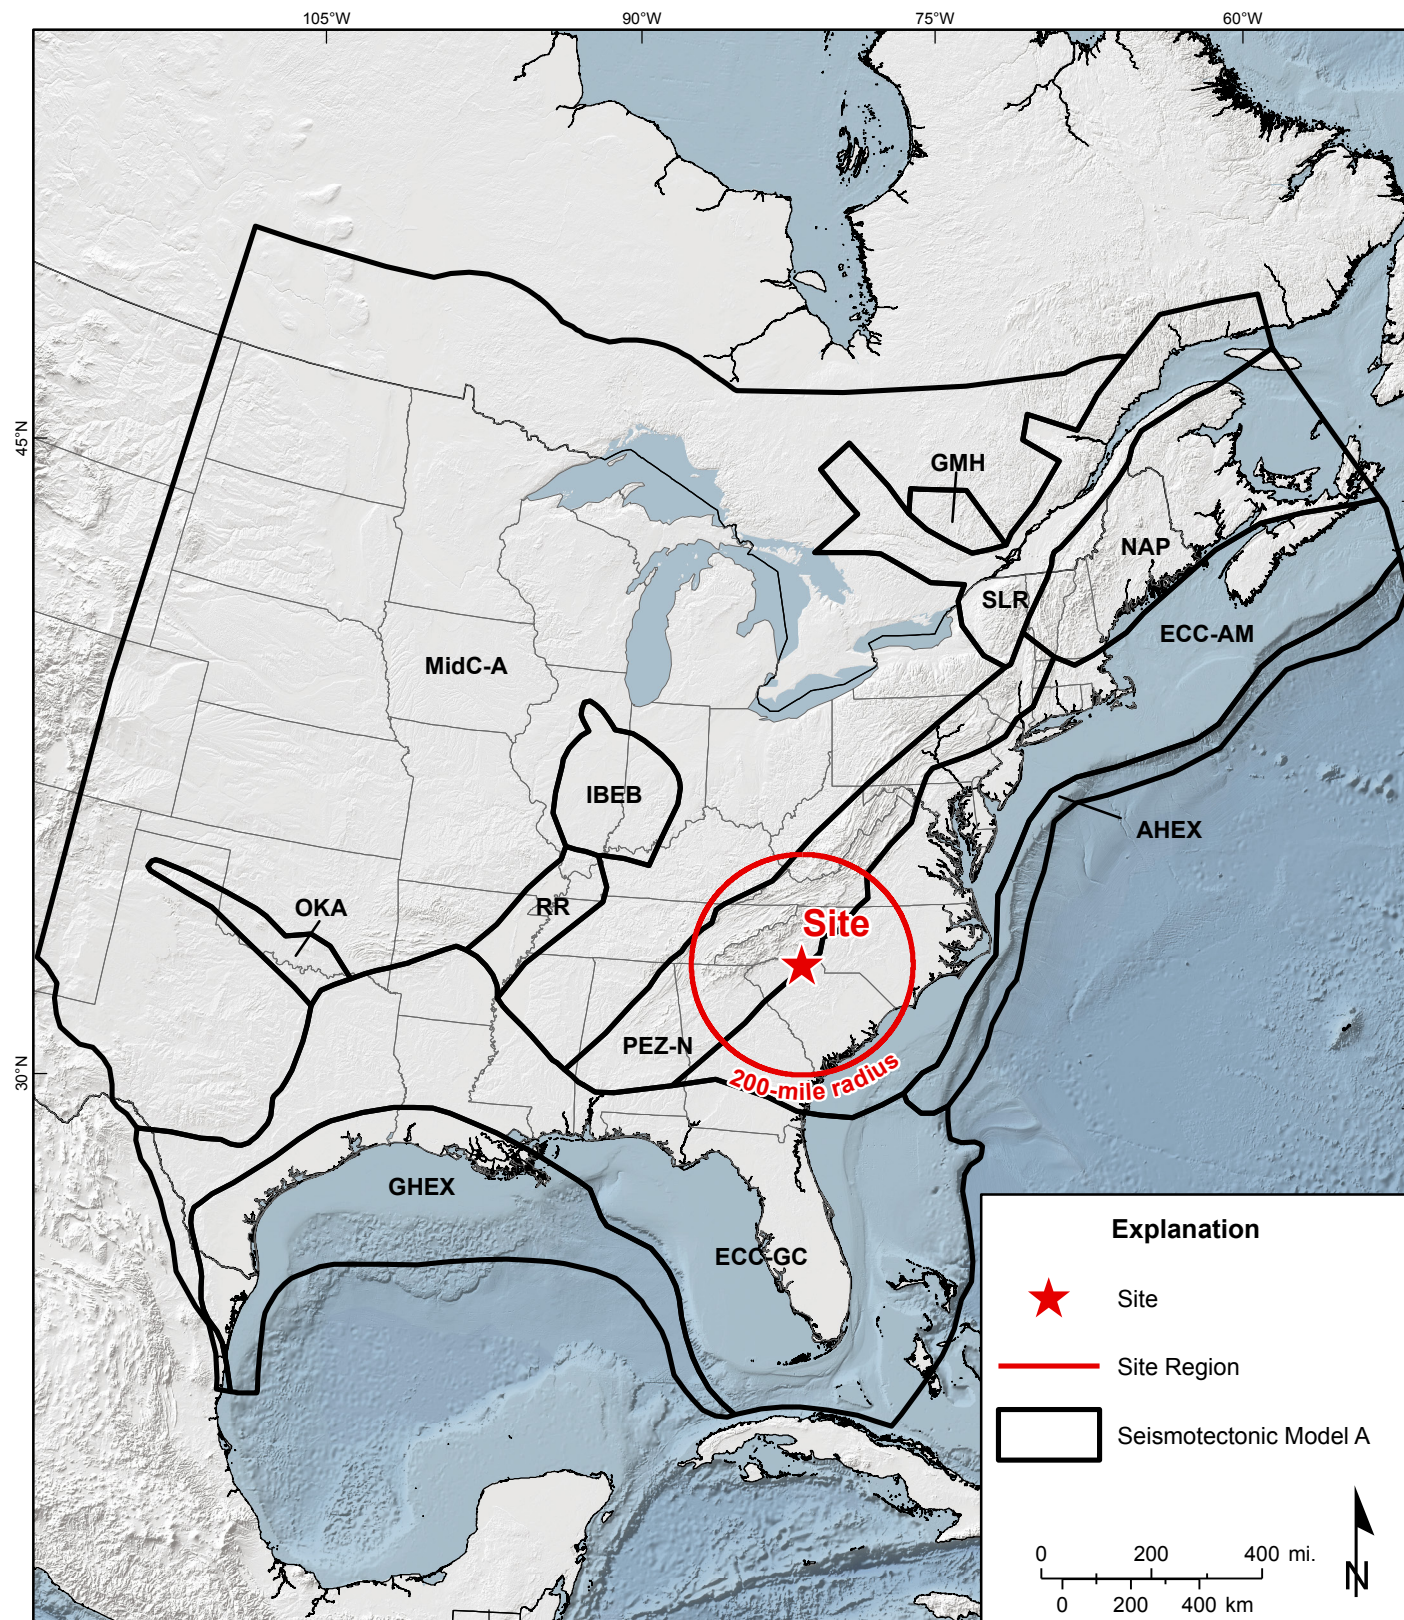 105°W
90°W
75°W
60°W
45°N
30°N
GMH
NAP
SLR
ECC-AM
MidC-A
IBEB
AHEX
OKA
RR
Site
PEZ-N
200-mile radius
GHEX
ECC-GC
Explanation
Site
Site Region
Seismotectonic Model A
0 200 400 mi.
0 200 400 km
N